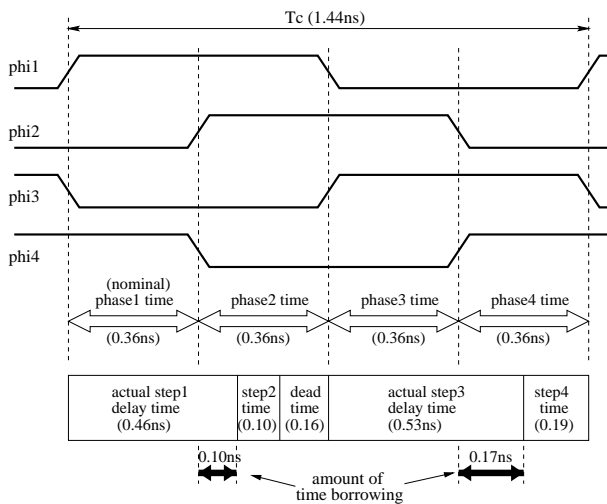 Tc (1.44ns)
phi1
phi2
phi3
phi4
(nominal)
phase1 time phase2 time phase3 time phase4 time
(0.36ns) (0.36ns) (0.36ns) (0.36ns)
actual step1 step2 dead actual step3 step4
delay time time time delay time time
(0.46ns) (0.10) (0.16) (0.53ns) (0.19)
0.10ns 0.17ns
amount of
time borrowing